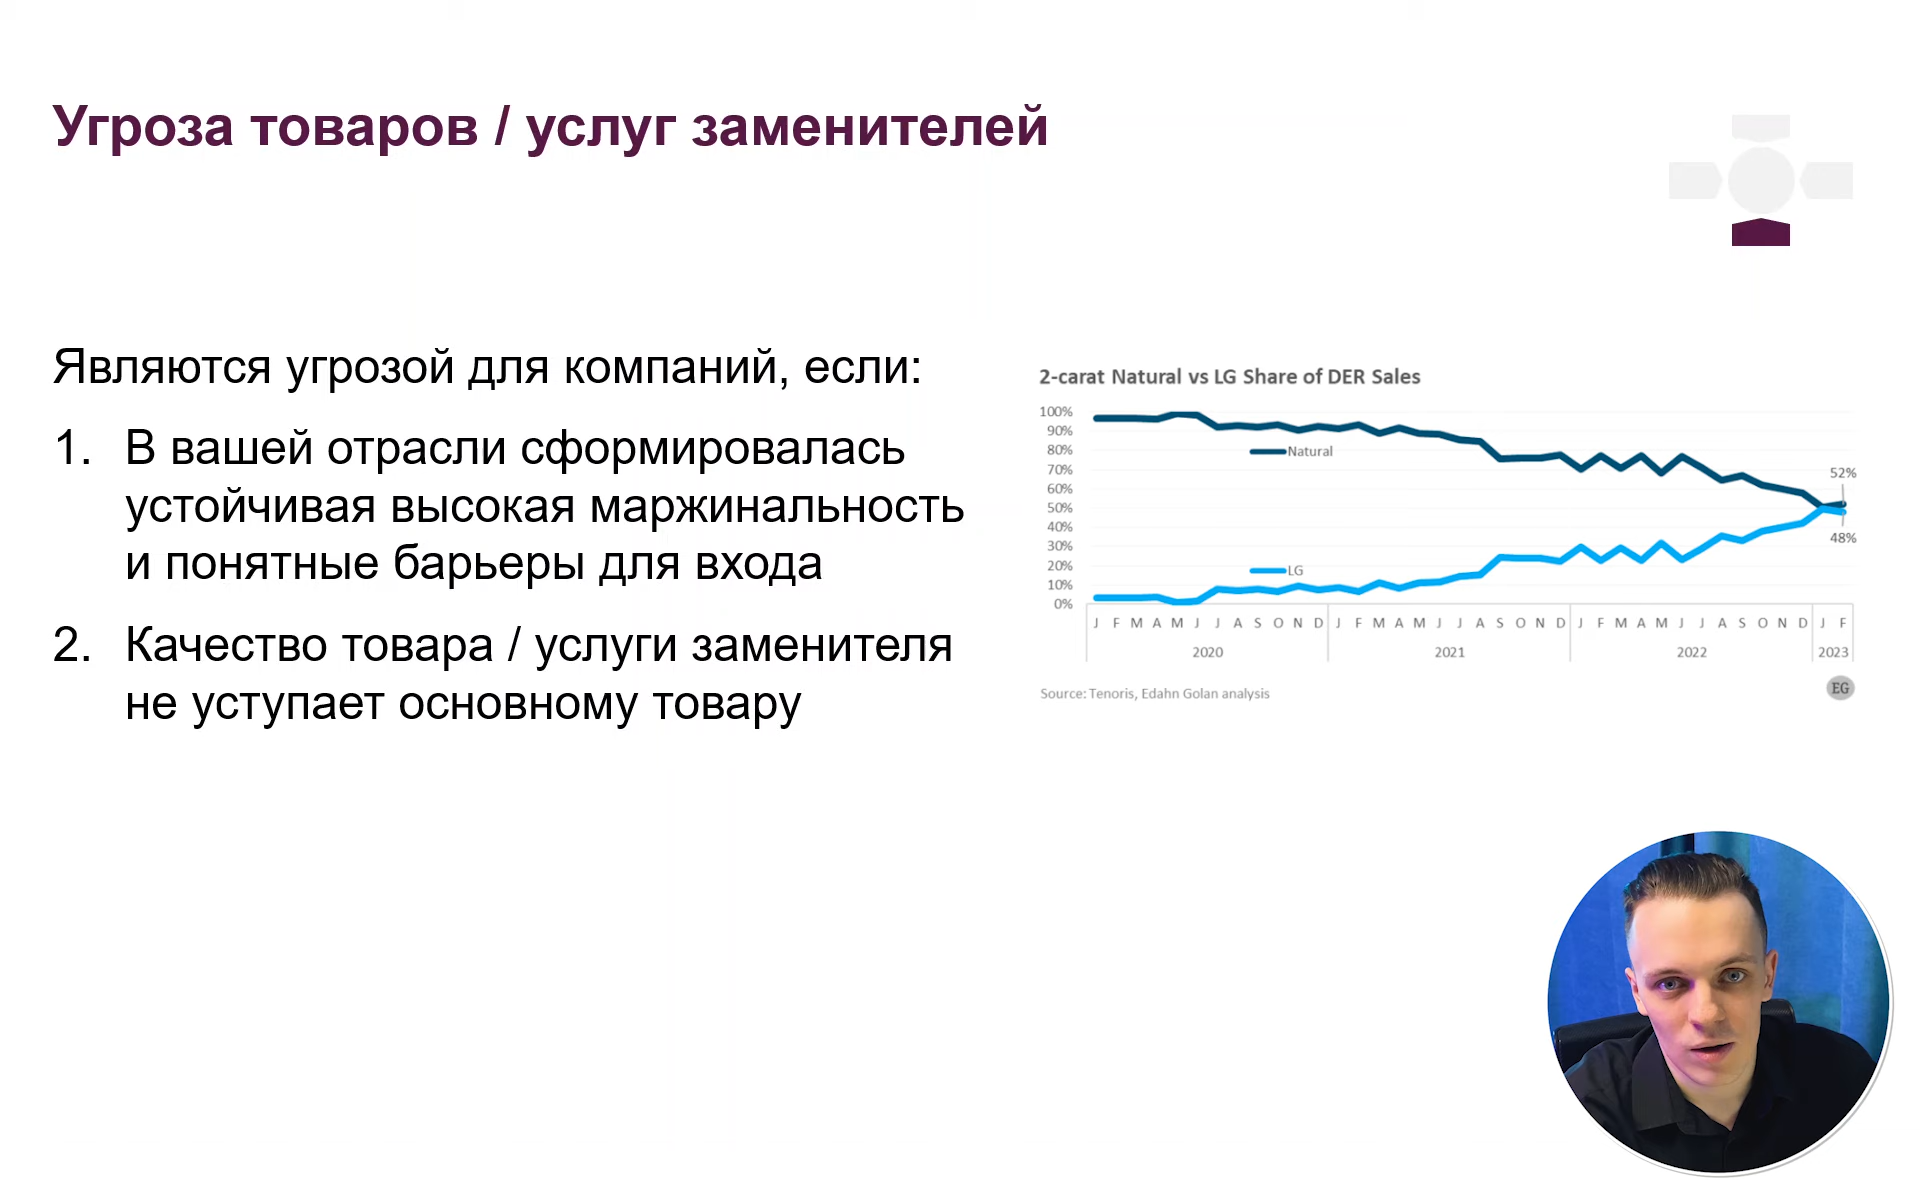 Угроза товаров / услуг заменителей
Являются угрозой для компаний, если:
1. В вашей отрасли сформировалась
устойчивая высокая маржинальность
и понятные барьеры для входа
2. Качество товара / услуги заменителя
не уступает основному товару
2-carat Natural vs LG Share of DER Sales
100%
90%
80%
70%
60%
50%
40%
30%
20%
10%
0%
Natural
LG
52%
48%
J F M A M J J A S O N D J F M A M J J A S O N D J F M A M J J A S O N D J F
2020 2021 2022 2023
Source: Tenoris, Edahn Golan analysis
EG